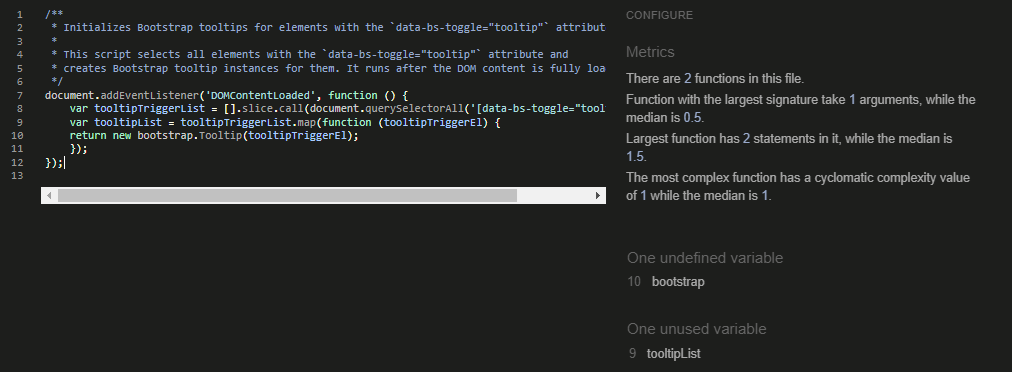 1 /**
2 * Initializes Bootstrap tooltips for elements with the `data-bs-toggle="tooltip"` attribut
3 *
4 * This script selects all elements with the `data-bs-toggle="tooltip"` attribute and
5 * creates Bootstrap tooltip instances for them. It runs after the DOM content is fully loa
6 */
7 document.addEventListener('DOMContentLoaded', function () {
8 var tooltipTriggerList = [].slice.call(document.querySelectorAll('[data-bs-toggle="tool
9 var tooltipList = tooltipTriggerList.map(function (tooltipTriggerEl) {
10 return new bootstrap.Tooltip(tooltipTriggerEl);
11 });
12 });
13
CONFIGURE
Metrics
There are 2 functions in this file.
Function with the largest signature take 1 arguments, while the
median is 0.5.
Largest function has 2 statements in it, while the median is
1.5.
The most complex function has a cyclomatic complexity value
of 1 while the median is 1.
One undefined variable
10 bootstrap
One unused variable
9 tooltipList